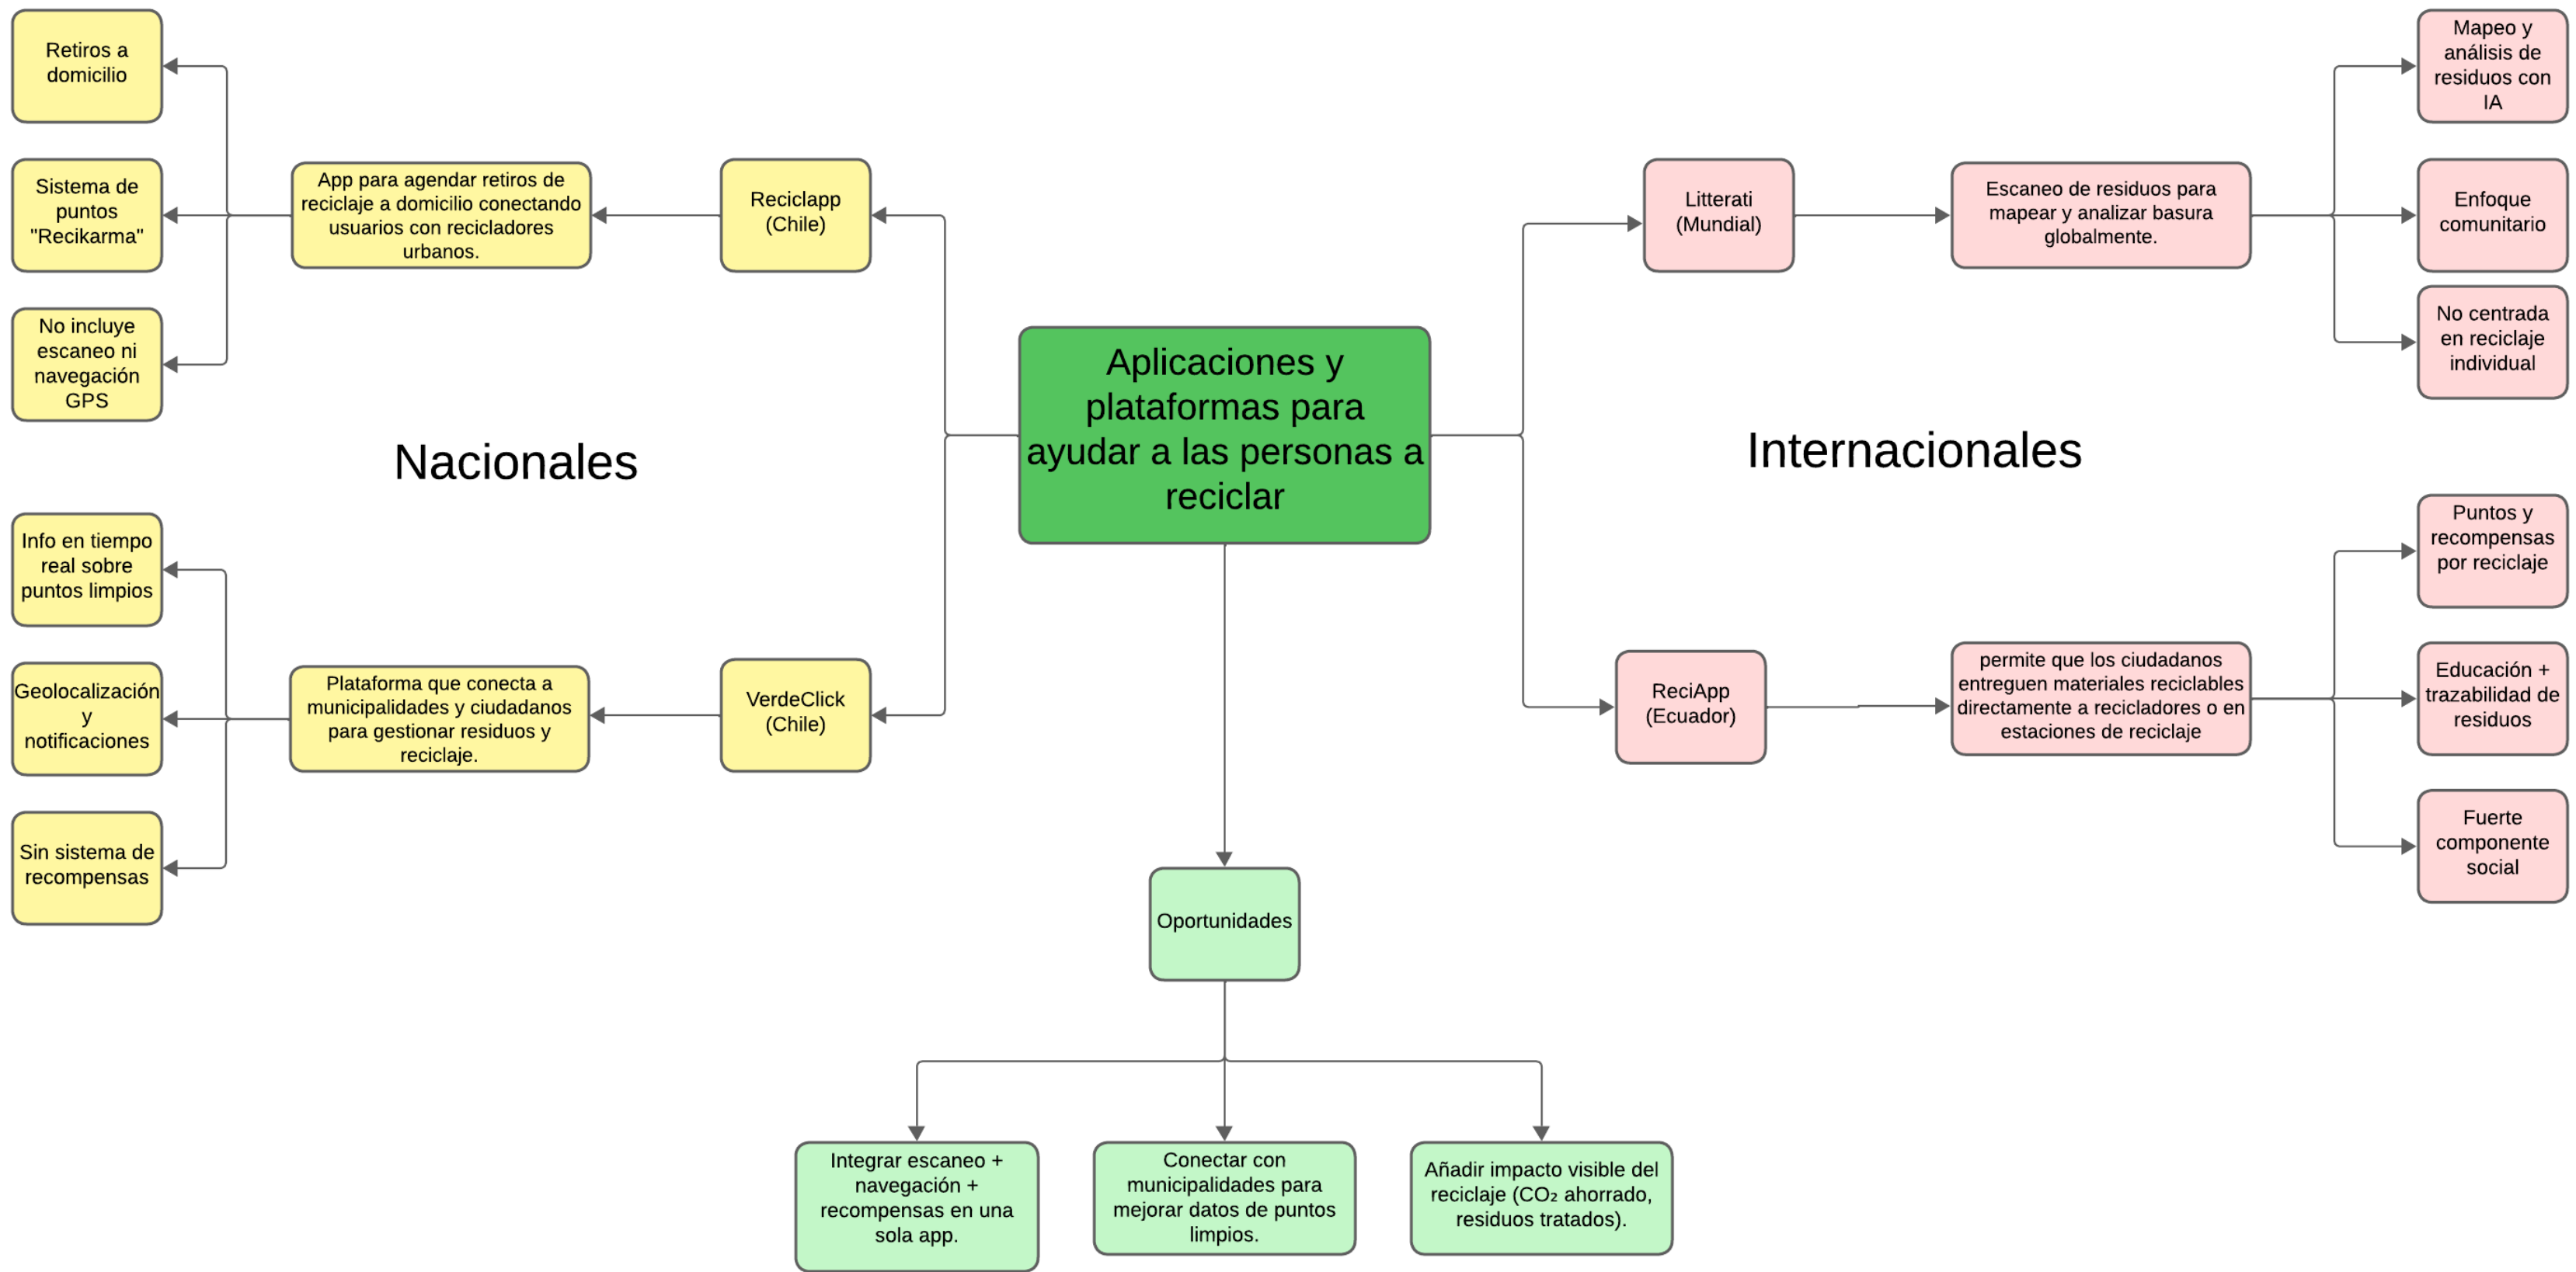 Retiros a
domicilio
Sistema de
puntos
"Recikarma"
No incluye
escaneo ni
navegación
GPS
App para agendar retiros de
reciclaje a domicilio conectando
usuarios con recicladores
urbanos.
Reciclapp
(Chile)
Nacionales
Info en tiempo
real sobre
puntos limpios
Geolocalización
y
notificaciones
Sin sistema de
recompensas
Plataforma que conecta a
municipalidades y ciudadanos
para gestionar residuos y
reciclaje.
VerdeClick
(Chile)
Aplicaciones y
plataformas para
ayudar a las personas a
reciclar
Litterati
(Mundial)
Escaneo de residuos para
mapear y analizar basura
globalmente.
Mapeo y
análisis de
residuos con
IA
Enfoque
comunitario
No centrada
en reciclaje
individual
Internacionales
ReciApp
(Ecuador)
permite que los ciudadanos
entreguen materiales reciclables
directamente a recicladores o en
estaciones de reciclaje
Puntos y
recompensas
por reciclaje
Educación +
trazabilidad de
residuos
Fuerte
componente
social
Oportunidades
Integrar escaneo +
navegación +
recompensas en una
sola app.
Conectar con
municipalidades para
mejorar datos de puntos
limpios.
Añadir impacto visible del
reciclaje (CO₂ ahorrado,
residuos tratados).